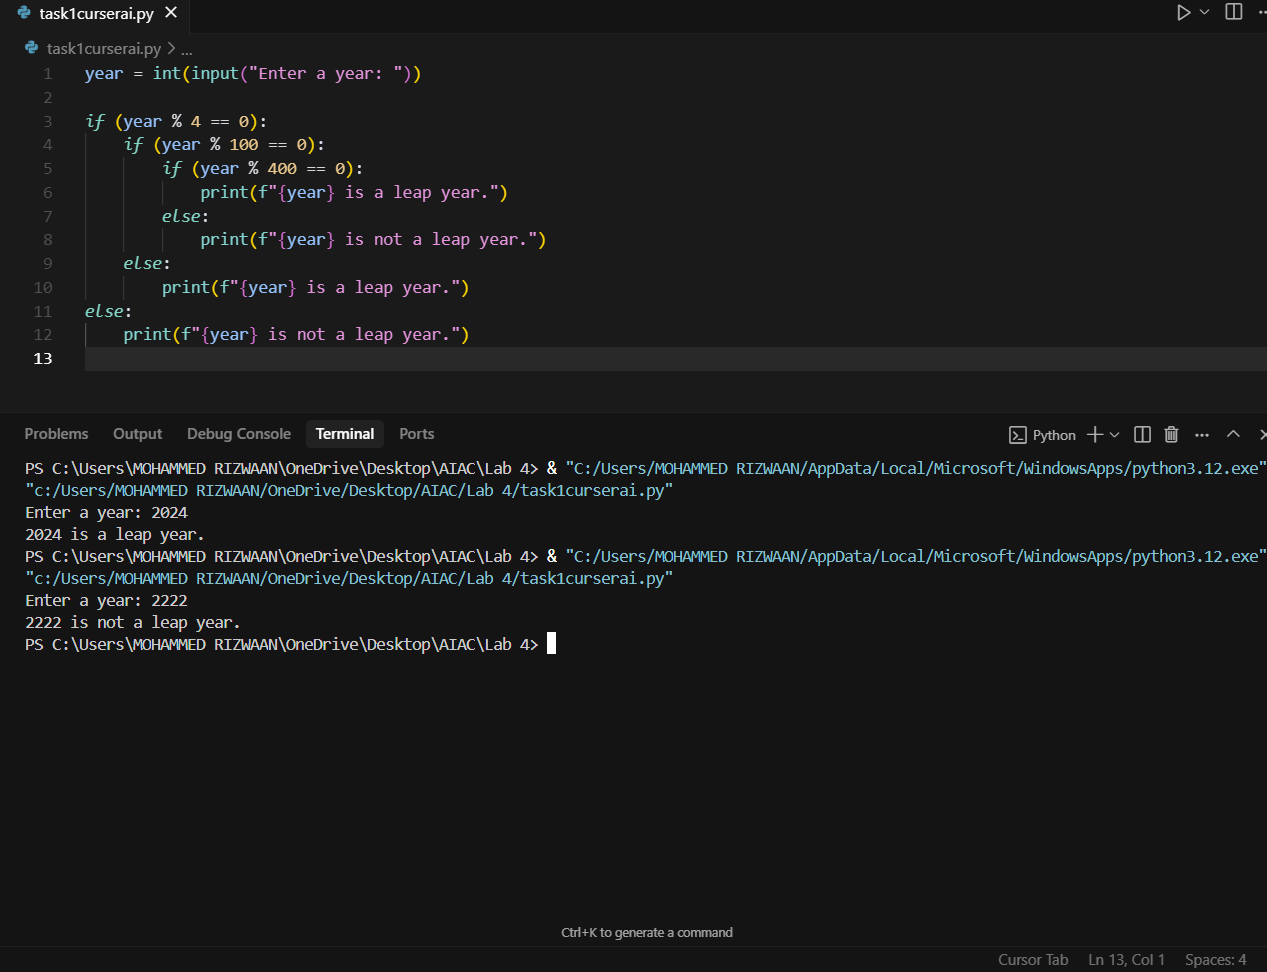 task1curserai.py
task1curserai.py > ...
1 year = int(input("Enter a year: "))
2
3 if (year % 4 == 0):
4     if (year % 100 == 0):
5         if (year % 400 == 0):
6             print(f"{year} is a leap year.")
7         else:
8             print(f"{year} is not a leap year.")
9     else:
10         print(f"{year} is a leap year.")
11 else:
12     print(f"{year} is not a leap year.")
13
Problems Output Debug Console Terminal Ports Python
PS C:\Users\MOHAMMED RIZWAAN\OneDrive\Desktop\AIAC\Lab 4> & "C:/Users/MOHAMMED RIZWAAN/AppData/Local/Microsoft/WindowsApps/python3.12.exe"
"c:/Users/MOHAMMED RIZWAAN/OneDrive/Desktop/AIAC/Lab 4/task1curserai.py"
Enter a year: 2024
2024 is a leap year.
PS C:\Users\MOHAMMED RIZWAAN\OneDrive\Desktop\AIAC\Lab 4> & "C:/Users/MOHAMMED RIZWAAN/AppData/Local/Microsoft/WindowsApps/python3.12.exe"
"c:/Users/MOHAMMED RIZWAAN/OneDrive/Desktop/AIAC/Lab 4/task1curserai.py"
Enter a year: 2222
2222 is not a leap year.
PS C:\Users\MOHAMMED RIZWAAN\OneDrive\Desktop\AIAC\Lab 4>
Ctrl+K to generate a command
Cursor Tab Ln 13, Col 1 Spaces: 4